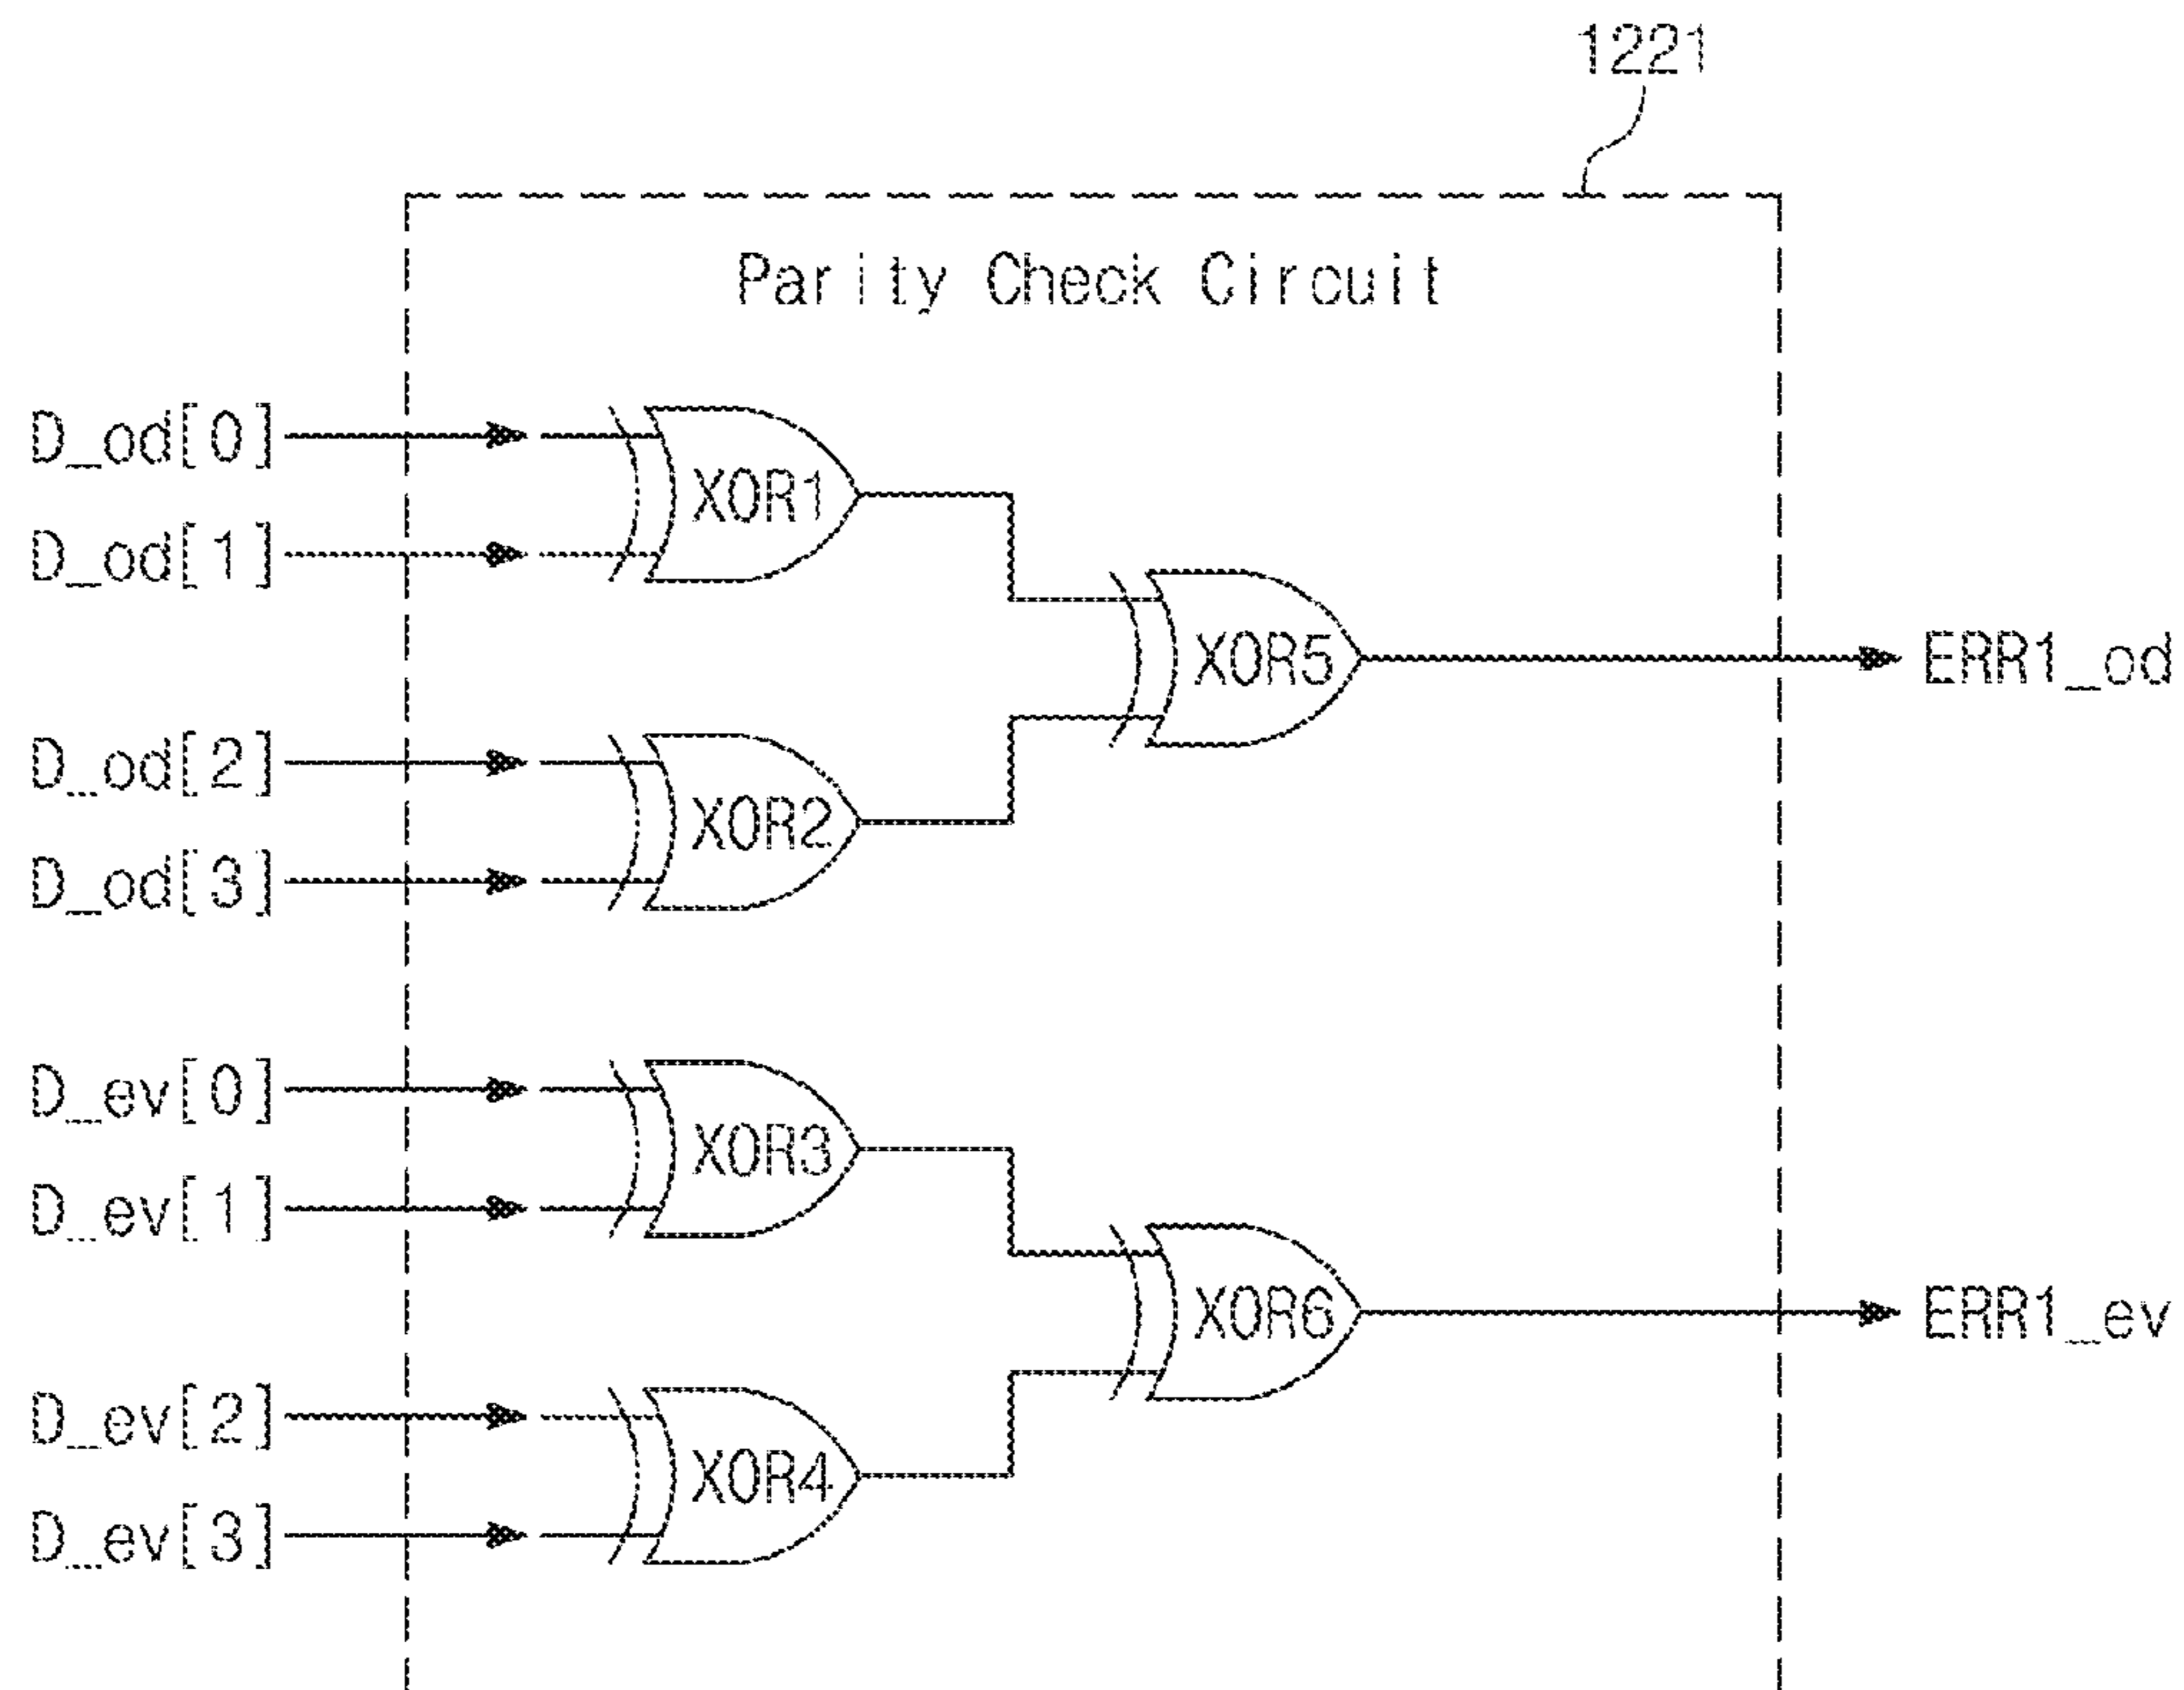 1221
Parity Check Circuit
D_od[0]
D_od[1]
XOR1
XOR5
ERR1_od
D_od[2]
D_od[3]
XOR2
D_ev[0]
D_ev[1]
XOR3
XOR6
ERR1_ev
D_ev[2]
D_ev[3]
XOR4